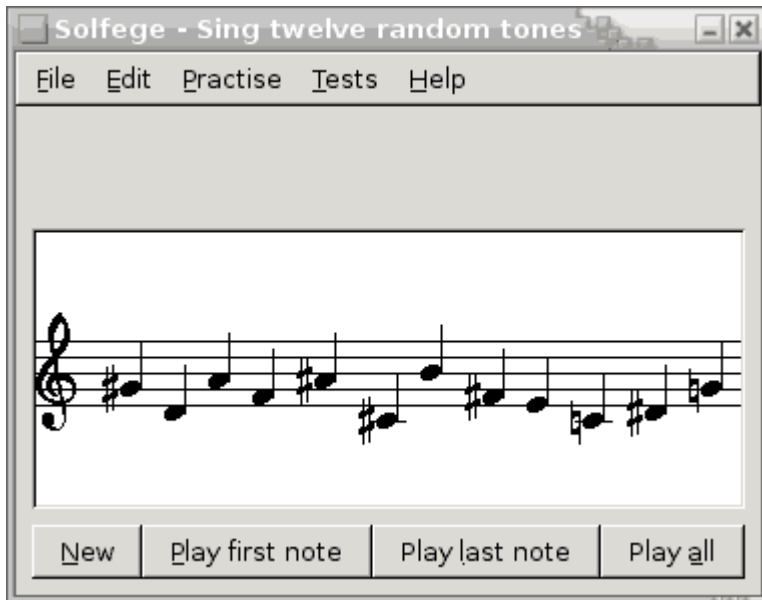 Solfege - Sing twelve random tones
File Edit Practise Tests Help
New Play first note Play last note Play all